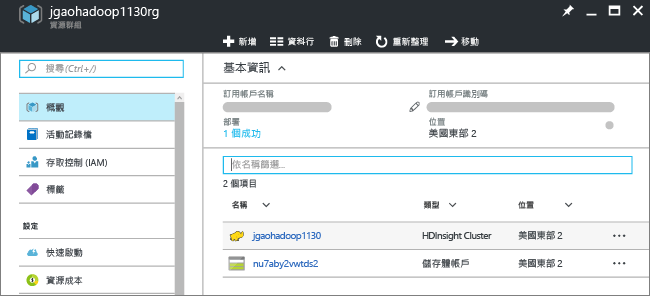 jgaohadoop1130rg
資源群組
新增 資料行 刪除 重新整理 移動
搜尋(Ctrl+/)
概觀
活動記錄檔
存取控制 (IAM)
標籤
設定
快速啟動
資源成本
基本資訊
訂用帳戶名稱 訂用帳戶識別碼
部署 位置
1 個成功 美國東部 2
依名稱篩選...
2 個項目
名稱 類型 位置
jgaohadoop1130 HDInsight Cluster 美國東部 2
nu7aby2vwtds2 儲存體帳戶 美國東部 2